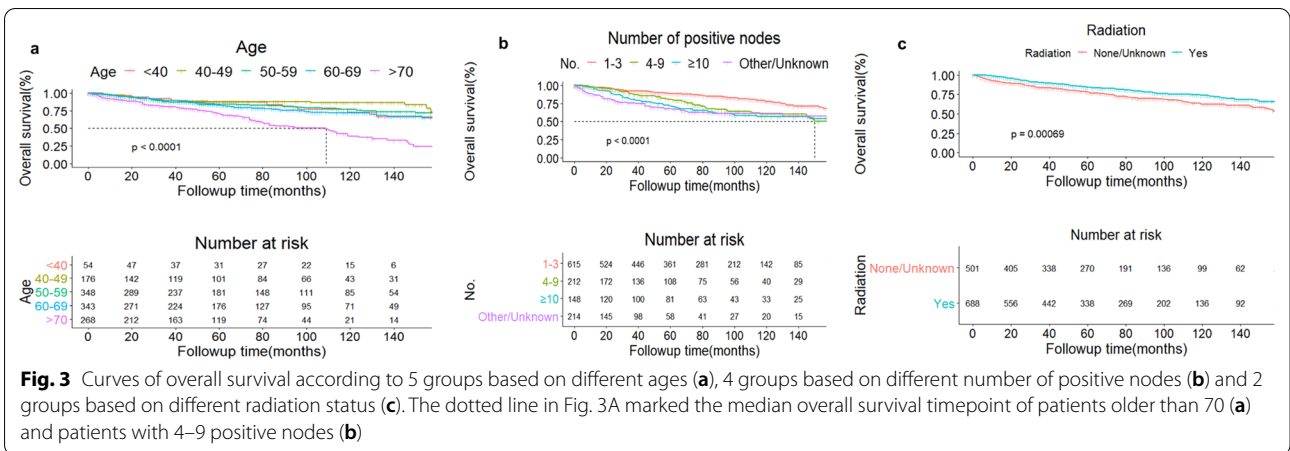 a
Age
Age <40 40-49 50-59 60-69 >70
Overall survival(%)
1.00
0.75
0.50
0.25
0.00
p < 0.0001
0 20 40 60 80 100 120 140
Followup time(months)
Number at risk
Age
<40 54 47 37 31 27 22 15 6
40-49 176 142 119 101 84 66 43 31
50-59 348 289 237 181 148 111 85 54
60-69 343 271 224 176 127 95 71 49
>70 268 212 163 119 74 44 21 14
0 20 40 60 80 100 120 140
Followup time(months)
b
Number of positive nodes
No. 1-3 4-9 ≥10 Other/Unknown
Overall survival(%)
1.00
0.75
0.50
0.25
0.00
p < 0.0001
0 20 40 60 80 100 120 140
Followup time(months)
Number at risk
No.
1-3 615 524 446 361 281 212 142 85
4-9 212 172 136 108 75 56 40 29
≥10 148 120 100 81 63 43 33 25
Other/Unknown 214 145 98 58 41 27 20 15
0 20 40 60 80 100 120 140
Followup time(months)
c
Radiation
Radiation None/Unknown Yes
Overall survival(%)
1.00
0.75
0.50
0.25
0.00
p = 0.00069
0 20 40 60 80 100 120 140
Followup time(months)
Number at risk
Radiation
None/Unknown 501 405 338 270 191 136 99 62
Yes 688 556 442 338 269 202 136 92
0 20 40 60 80 100 120 140
Followup time(months)
Fig. 3 Curves of overall survival according to 5 groups based on different ages (a), 4 groups based on different number of positive nodes (b) and 2
groups based on different radiation status (c). The dotted line in Fig. 3A marked the median overall survival timepoint of patients older than 70 (a)
and patients with 4–9 positive nodes (b)